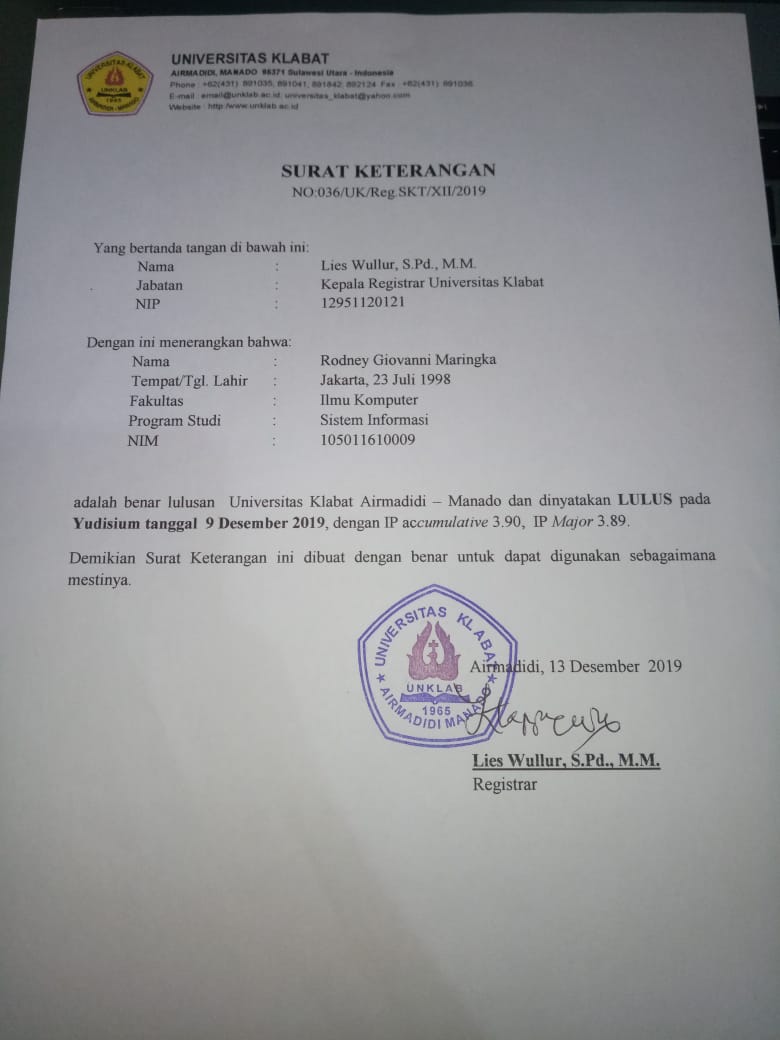 UNIVERSITAS KLABAT
AIRMADIDI, MANADO 95371 Sulawesi Utara - Indonesia
Phone : +62(431) 891035, 891041, 891842, 892124 Fax : +62(431) 891036
E-mail : email@unklab.ac.id; universitas_klabat@yahoo.com
Website : http://www.unklab.ac.id
UNIVERSITAS KLABAT
UNKLAB
1965
AIRMADIDI - MANADO
SURAT KETERANGAN
NO:036/UK/Reg.SKT/XII/2019
Yang bertanda tangan di bawah ini:
Nama : Lies Wullur, S.Pd., M.M.
Jabatan : Kepala Registrar Universitas Klabat
NIP : 12951120121
Dengan ini menerangkan bahwa:
Nama : Rodney Giovanni Maringka
Tempat/Tgl. Lahir : Jakarta, 23 Juli 1998
Fakultas : Ilmu Komputer
Program Studi : Sistem Informasi
NIM : 105011610009
adalah benar lulusan Universitas Klabat Airmadidi – Manado dan dinyatakan LULUS pada
Yudisium tanggal 9 Desember 2019, dengan IP accumulative 3.90, IP Major 3.89.
Demikian Surat Keterangan ini dibuat dengan benar untuk dapat digunakan sebagaimana
mestinya.
UNIVERSITAS KLABAT
UNKLAB
1965
AIRMADIDI MANADO
Airmadidi, 13 Desember 2019
Lies Wullur, S.Pd., M.M.
Registrar